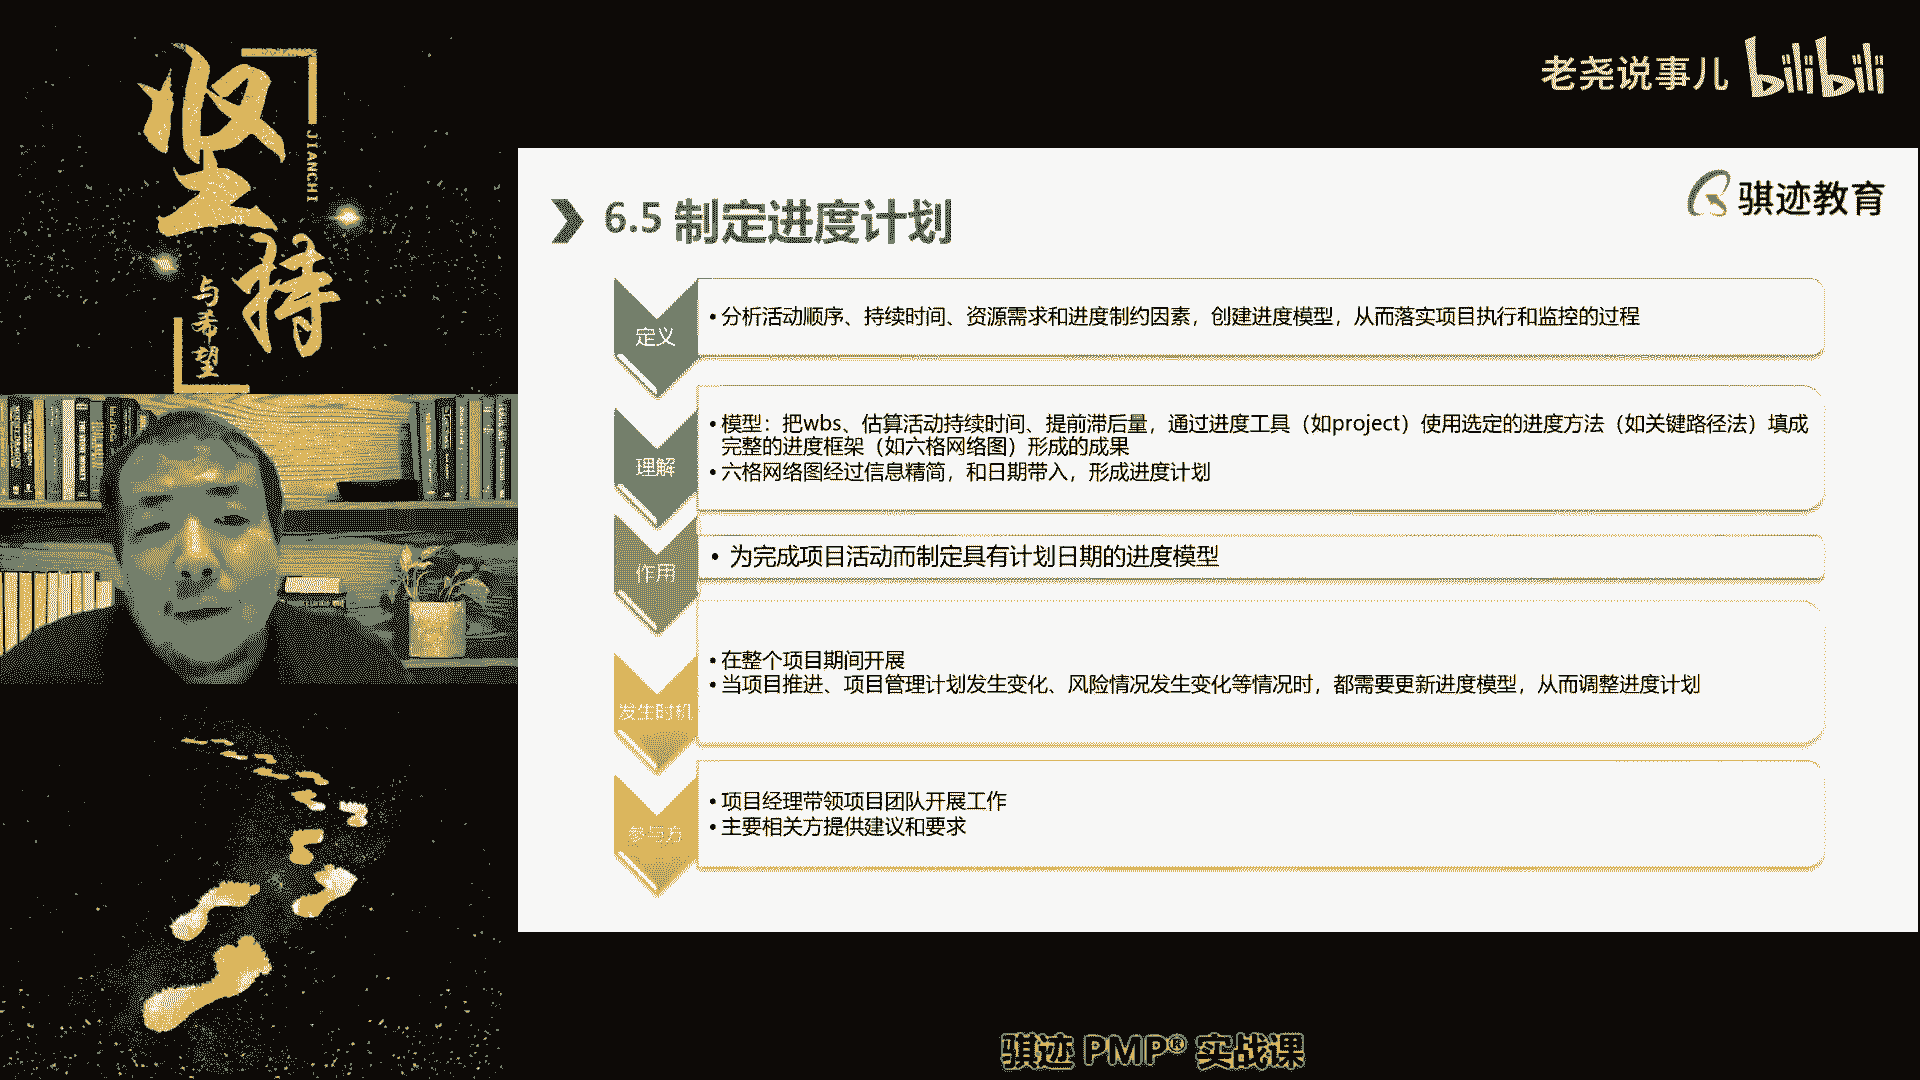 坚持
JIANCHI
与希望
老尧说事儿 bilibili
骐迹教育
6.5 制定进度计划
定义
•分析活动顺序、持续时间、资源需求和进度制约因素，创建进度模型，从而落实项目执行和监控的过程
理解
•模型：把wbs、估算活动持续时间、提前滞后量，通过进度工具（如project）使用选定的进度方法（如关键路径法）填成
完整的进度框架（如六格网络图）形成的成果
•六格网络图经过信息精简，和日期带入，形成进度计划
作用
• 为完成项目活动而制定具有计划日期的进度模型
发生时机
•在整个项目期间开展
•当项目推进、项目管理计划发生变化、风险情况发生变化等情况时，都需要更新进度模型，从而调整进度计划
参与方
•项目经理带领项目团队开展工作
•主要相关方提供建议和要求
骐迹 PMP® 实战课